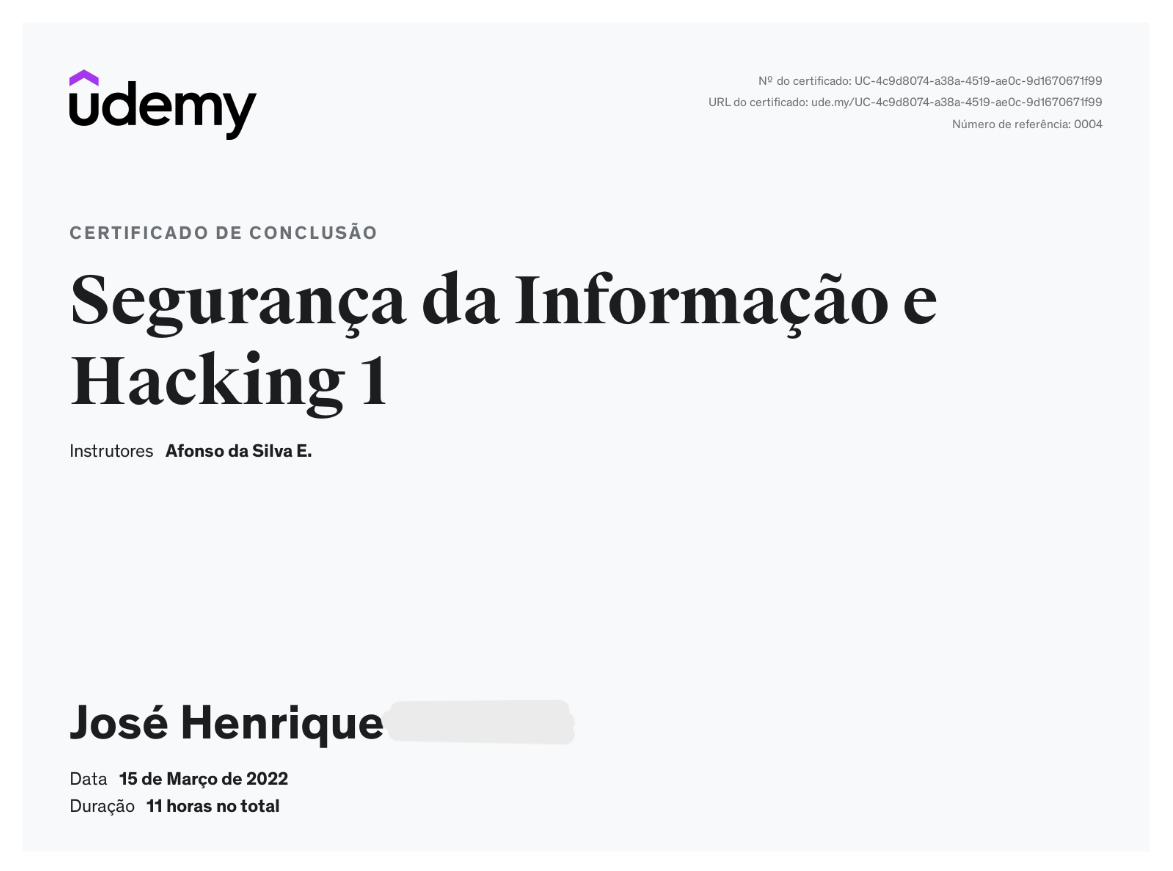 udemy
Nº do certificado: UC-4c9d8074-a38a-4519-ae0c-9d1670671f99
URL do certificado: ude.my/UC-4c9d8074-a38a-4519-ae0c-9d1670671f99
Número de referência: 0004
CERTIFICADO DE CONCLUSÃO
Segurança da Informação e
Hacking 1
Instrutores Afonso da Silva E.
José Henrique
Data 15 de Março de 2022
Duração 11 horas no total